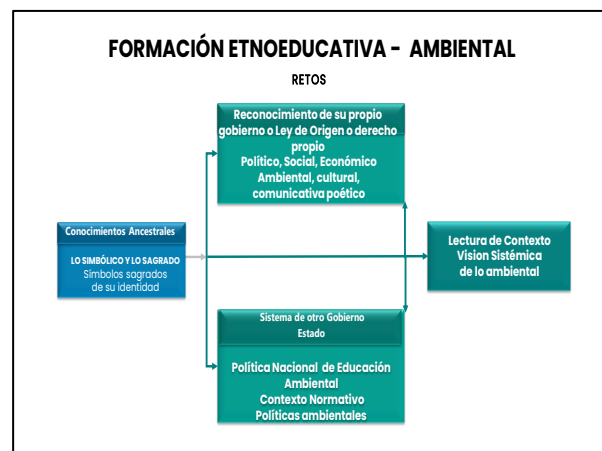 FORMACIÓN ETNOEDUCATIVA - AMBIENTAL
RETOS
Reconocimiento de su propio
gobierno o Ley de Origen o derecho
propio
Político, Social, Económico
Ambiental, cultural,
comunicativa poético
Conocimientos Ancestrales
LO SIMBÓLICO Y LO SAGRADO
Símbolos sagrados
de su identidad
Lectura de Contexto
Vision Sistémica
de lo ambiental
Sistema de otro Gobierno
Estado
Política Nacional de Educación
Ambiental
Contexto Normativo
Políticas ambientales